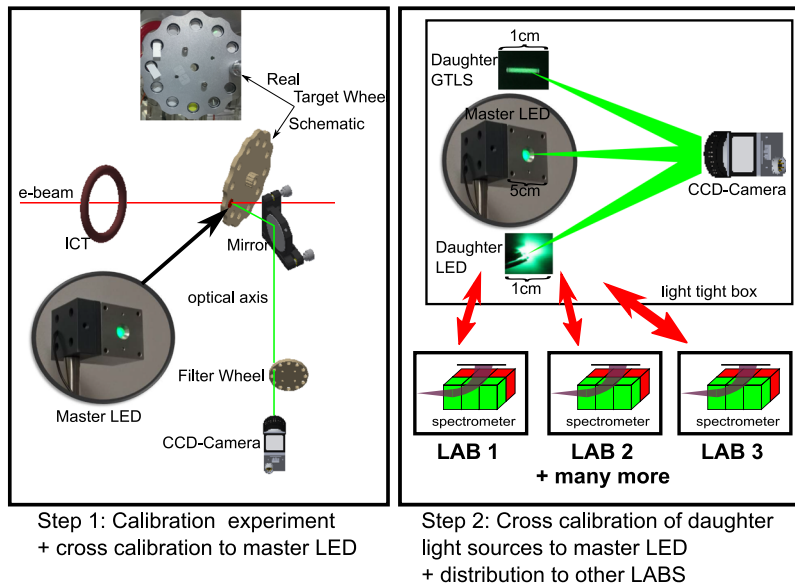 Real
Target Whee
Schematic
e-beam
ICT
Mirror
optical axis
Filter Wheel
Master LED
CCD-Camera
Step 1: Calibration experiment
+ cross calibration to master LED
1cm
Daughter
GTLS
Master LED
5cm
CCD-Camera
Daughter
LED
1cm
light tight box
spectrometer
spectrometer
spectrometer
LAB 1
LAB 2
LAB 3
+ many more
Step 2: Cross calibration of daughter
light sources to master LED
+ distribution to other LABS